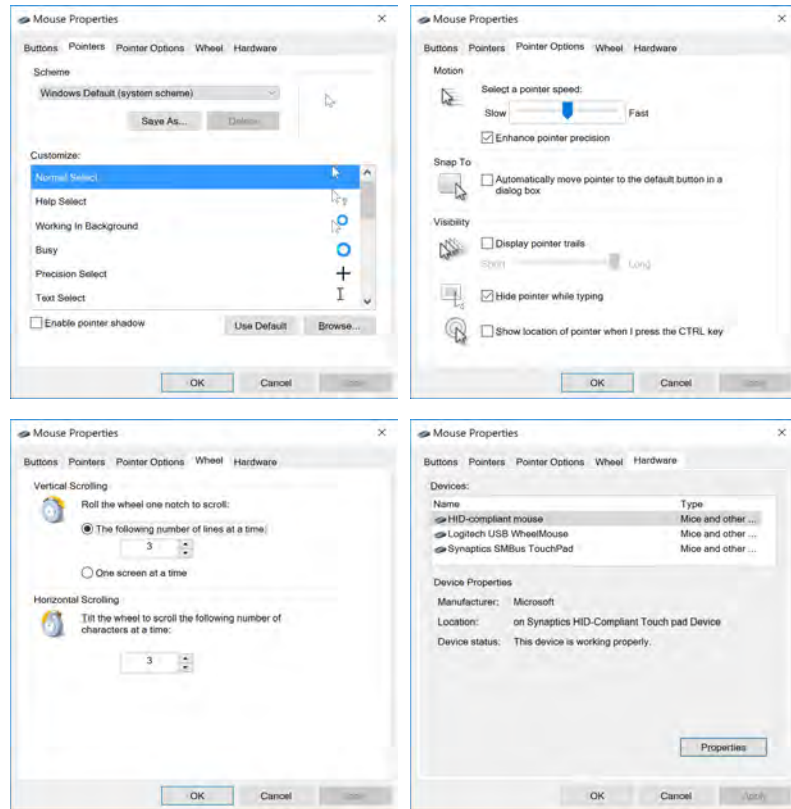 Mouse Properties
Buttons Pointers Pointer Options Wheel Hardware
Scheme
Windows Default (system scheme)
Save As... Delete
Customize:
Normal Select
Help Select
Working In Background
Busy
Precision Select
Text Select
Enable pointer shadow Use Default Browse...
OK Cancel Apply
Mouse Properties
Buttons Pointers Pointer Options Wheel Hardware
Motion
Select a pointer speed:
Slow Fast
Enhance pointer precision
Snap To
Automatically move pointer to the default button in a
dialog box
Visibility
Display pointer trails
Short Long
Hide pointer while typing
Show location of pointer when I press the CTRL key
OK Cancel Apply
Mouse Properties
Buttons Pointers Pointer Options Wheel Hardware
Vertical Scrolling
Roll the wheel one notch to scroll:
The following number of lines at a time:
3
One screen at a time
Horizontal Scrolling
Tilt the wheel to scroll the following number of
characters at a time:
3
OK Cancel Apply
Mouse Properties
Buttons Pointers Pointer Options Wheel Hardware
Devices:
Name Type
HID-compliant mouse Mice and other ...
Logitech USB WheelMouse Mice and other ...
Synaptics SMBus TouchPad Mice and other ...
Device Properties
Manufacturer: Microsoft
Location: on Synaptics HID-Compliant Touch pad Device
Device status: This device is working properly.
Properties
OK Cancel Apply